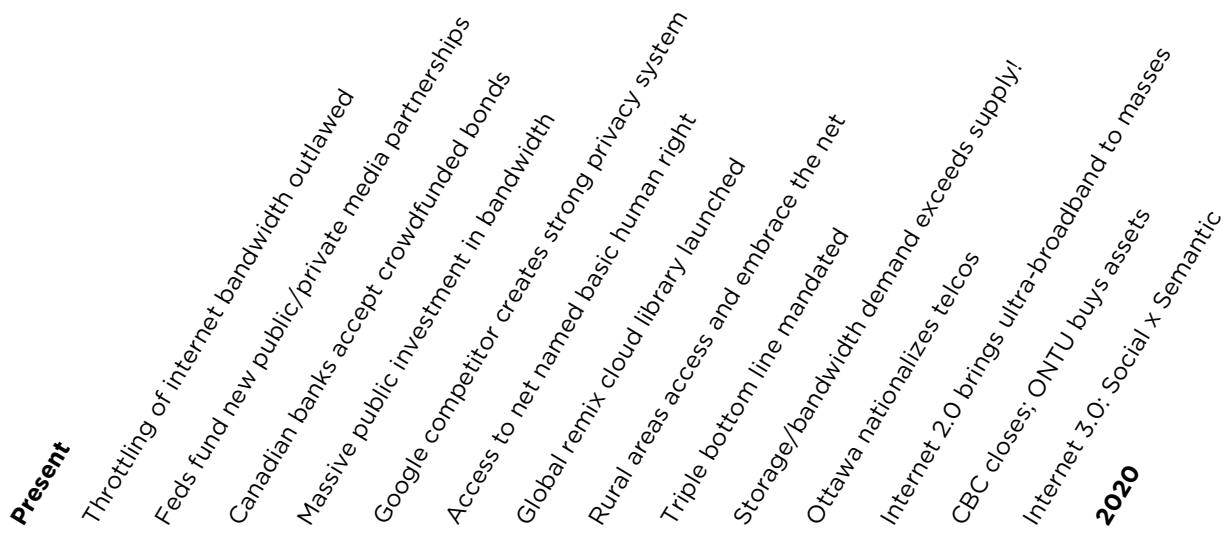 Present
Throttling of internet bandwidth outlawed
Feds fund new public/private media partnerships
Canadian banks accept crowdfunded bonds
Massive public investment in bandwidth
Google competitor creates strong privacy system
Access to net named basic human right
Global remix cloud library launched
Rural areas access and embrace the net
Triple bottom line mandated
Storage/bandwidth demand exceeds supply!
Ottawa nationalizes telcos
Internet 2.0 brings ultra-broadband to masses
CBC closes; ONTU buys assets
Internet 3.0: Social x Semantic
2020